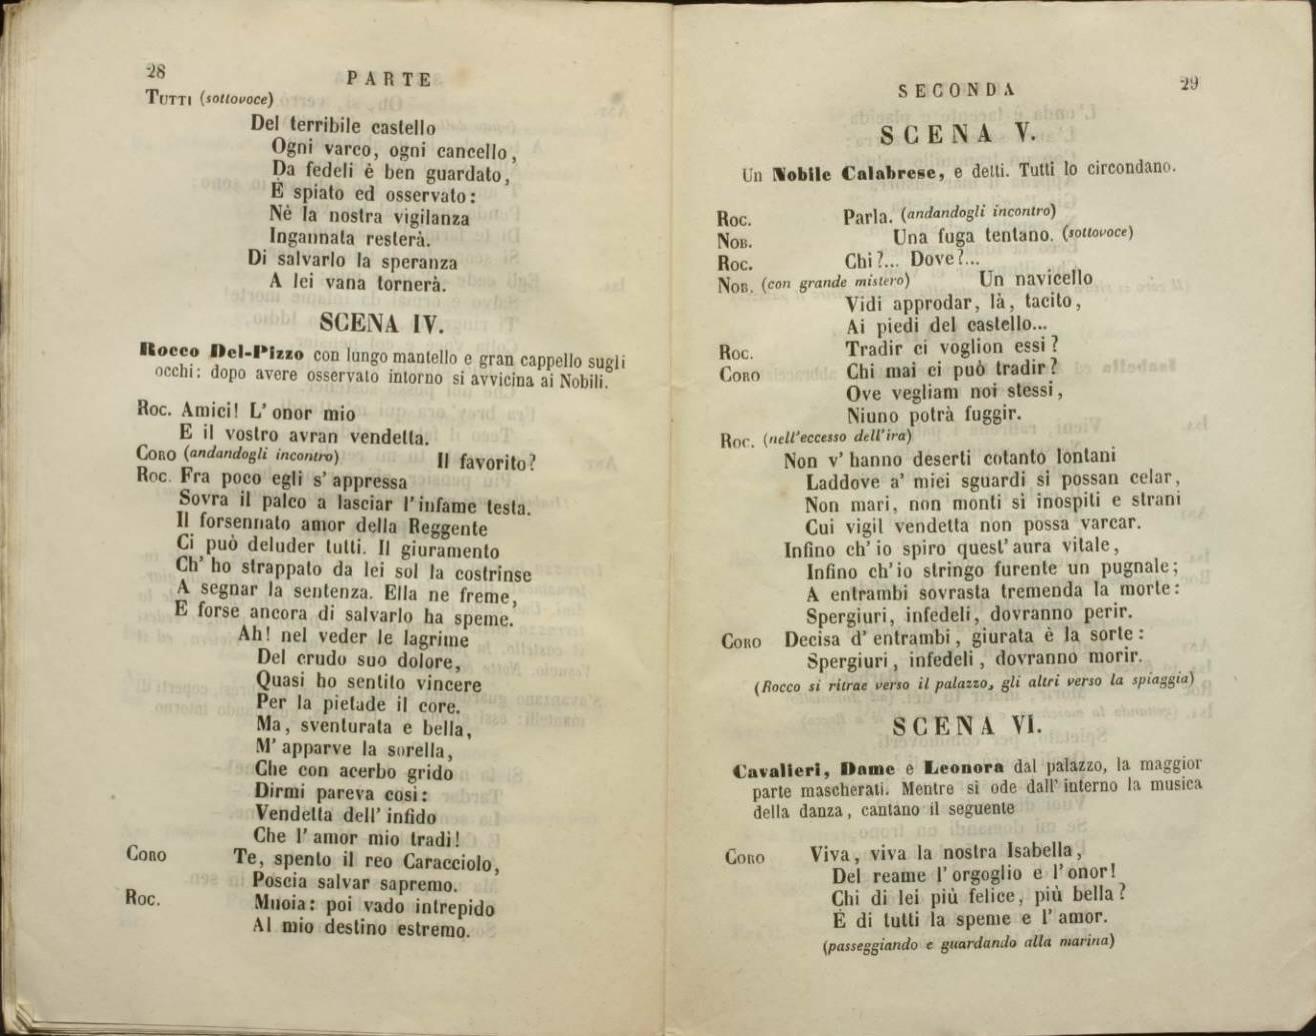 28
PARTE
TUTTI (sottovoce)
Del terribile castello
Ogni varco, ogni cancello,
Da fedeli è ben guardato,
È spiato ed osservato:
Nè la nostra vigilanza
Ingannata resterà.
Di salvarlo la speranza
A lei vana tornerà.
SCENA IV.
Rocco Del-Pizzo con lungo mantello e gran cappello sugli
occhi: dopo avere osservato intorno si avvicina ai Nobili.
Roc. Amici! L' onor mio
E il vostro avran vendetta.
CORO (andandogli incontro) Il favorito?
Roc. Fra poco egli s' appressa
Sovra il palco a lasciar l' infame testa.
Il forsennato amor della Reggente
Ci può deluder tutti. Il giuramento
Ch' ho strappato da lei sol la costrinse
A segnar la sentenza. Ella ne freme,
E forse ancora di salvarlo ha speme.
Ah! nel veder le lagrime
Del crudo suo dolore,
Quasi ho sentito vincere
Per la pietade il core.
Ma, sventurata e bella,
M' apparve la sorella,
Che con acerbo grido
Dirmi pareva così:
Vendetta dell' infido
Che l' amor mio tradì!
CORO Te, spento il reo Caracciolo,
Poscia salvar sapremo.
Roc. Muoia: poi vado intrepido
Al mio destino estremo.
SECONDA
29
SCENA V.
Un Nobile Calabrese, e detti. Tutti lo circondano.
Roc. Parla. (andandogli incontro)
NOB. Una fuga tentano. (sottovoce)
Roc. Chi?... Dove?...
NOB. (con grande mistero) Un navicello
Vidi approdar, là, tacito,
Ai piedi del castello...
Roc. Tradir ci voglion essi?
CORO Chi mai ci può tradir?
Ove vegliam noi stessi,
Niuno potrà fuggir.
Roc. (nell'eccesso dell'ira)
Non v' hanno deserti cotanto lontani
Laddove a' miei sguardi si possan celar,
Non mari, non monti sì inospiti e strani
Cui vigil vendetta non possa varcar.
Infino ch' io spiro quest' aura vitale,
Infino ch' io stringo furente un pugnale;
A entrambi sovrasta tremenda la morte:
Spergiuri, infedeli, dovranno perir.
CORO Decisa d' entrambi, giurata è la sorte:
Spergiuri, infedeli, dovranno morir.
(Rocco si ritrae verso il palazzo, gli altri verso la spiaggia)
SCENA VI.
Cavalieri, Dame e Leonora dal palazzo, la maggior
parte mascherati. Mentre si ode dall' interno la musica
della danza, cantano il seguente
CORO Viva, viva la nostra Isabella,
Del reame l' orgoglio e l' onor!
Chi di lei più felice, più bella?
È di tutti la speme e l' amor.
(passeggiando e guardando alla marina)